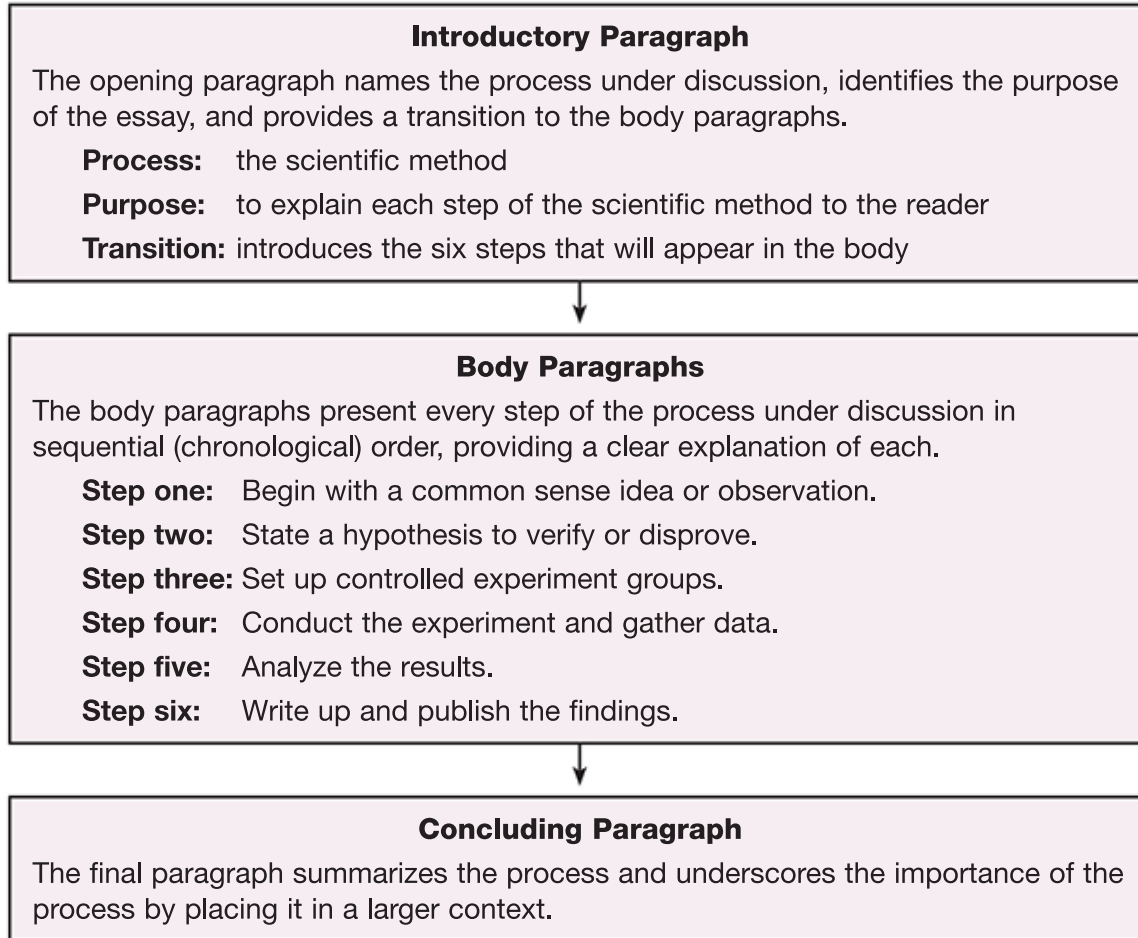 Introductory Paragraph
The opening paragraph names the process under discussion, identifies the purpose
of the essay, and provides a transition to the body paragraphs.
Process: the scientific method
Purpose: to explain each step of the scientific method to the reader
Transition: introduces the six steps that will appear in the body
Body Paragraphs
The body paragraphs present every step of the process under discussion in
sequential (chronological) order, providing a clear explanation of each.
Step one: Begin with a common sense idea or observation.
Step two: State a hypothesis to verify or disprove.
Step three: Set up controlled experiment groups.
Step four: Conduct the experiment and gather data.
Step five: Analyze the results.
Step six: Write up and publish the findings.
Concluding Paragraph
The final paragraph summarizes the process and underscores the importance of the
process by placing it in a larger context.